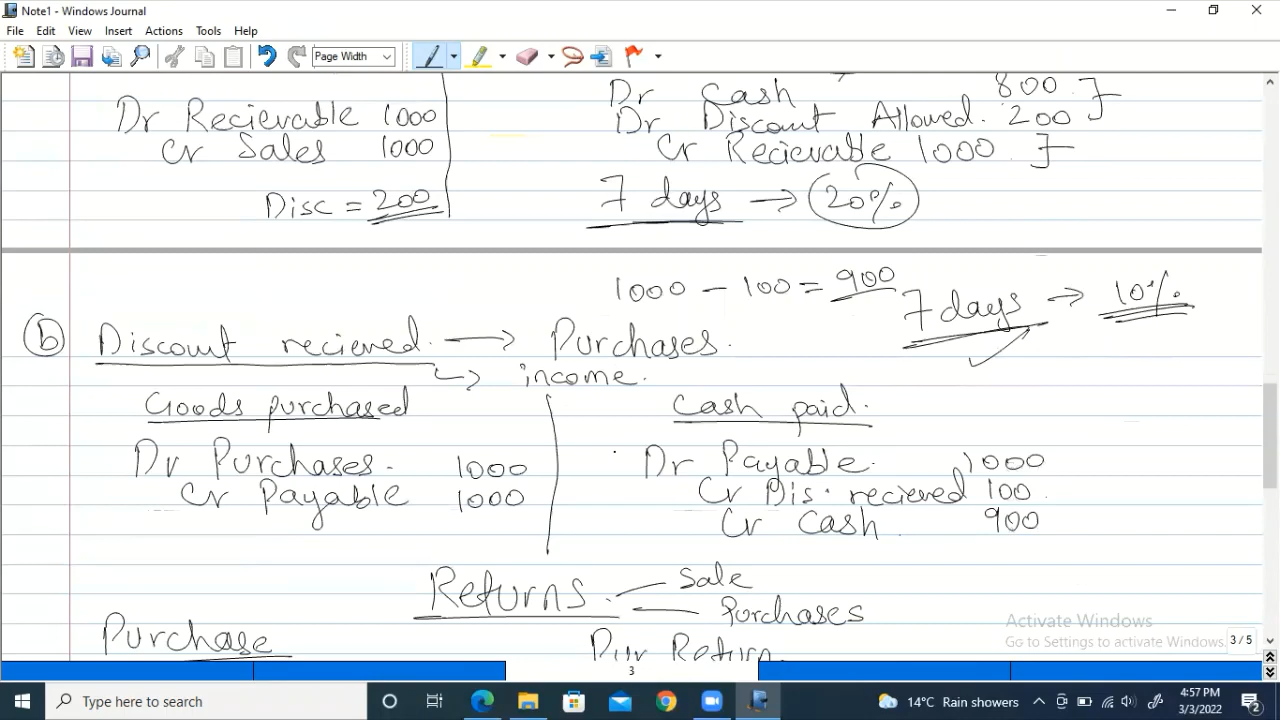 Note1 - Windows Journal
File Edit View Insert Actions Tools Help
Page Width
Dr Cash 800
Dr Recievable 1000
Dr Discount Allowed. 200
Cr Sales 1000
Cr Recievable 1000
Disc = 200
7 days → 20%
1000 - 100 = 900
7 days → 10%
b Discount recieved. → Purchases.
→ income.
Goods purchased
Cash paid.
Dr Purchases. 1000
Dr Payable. 1000
Cr Payable 1000
Cr Dis. recieved 100
Cr Cash 900
Returns.
Sale
Purchases
Purchase
Pur Return.
Activate Windows
Go to Settings to activate Windows.
3 / 5
3
Type here to search
14°C Rain showers
4:57 PM
3/3/2022
2